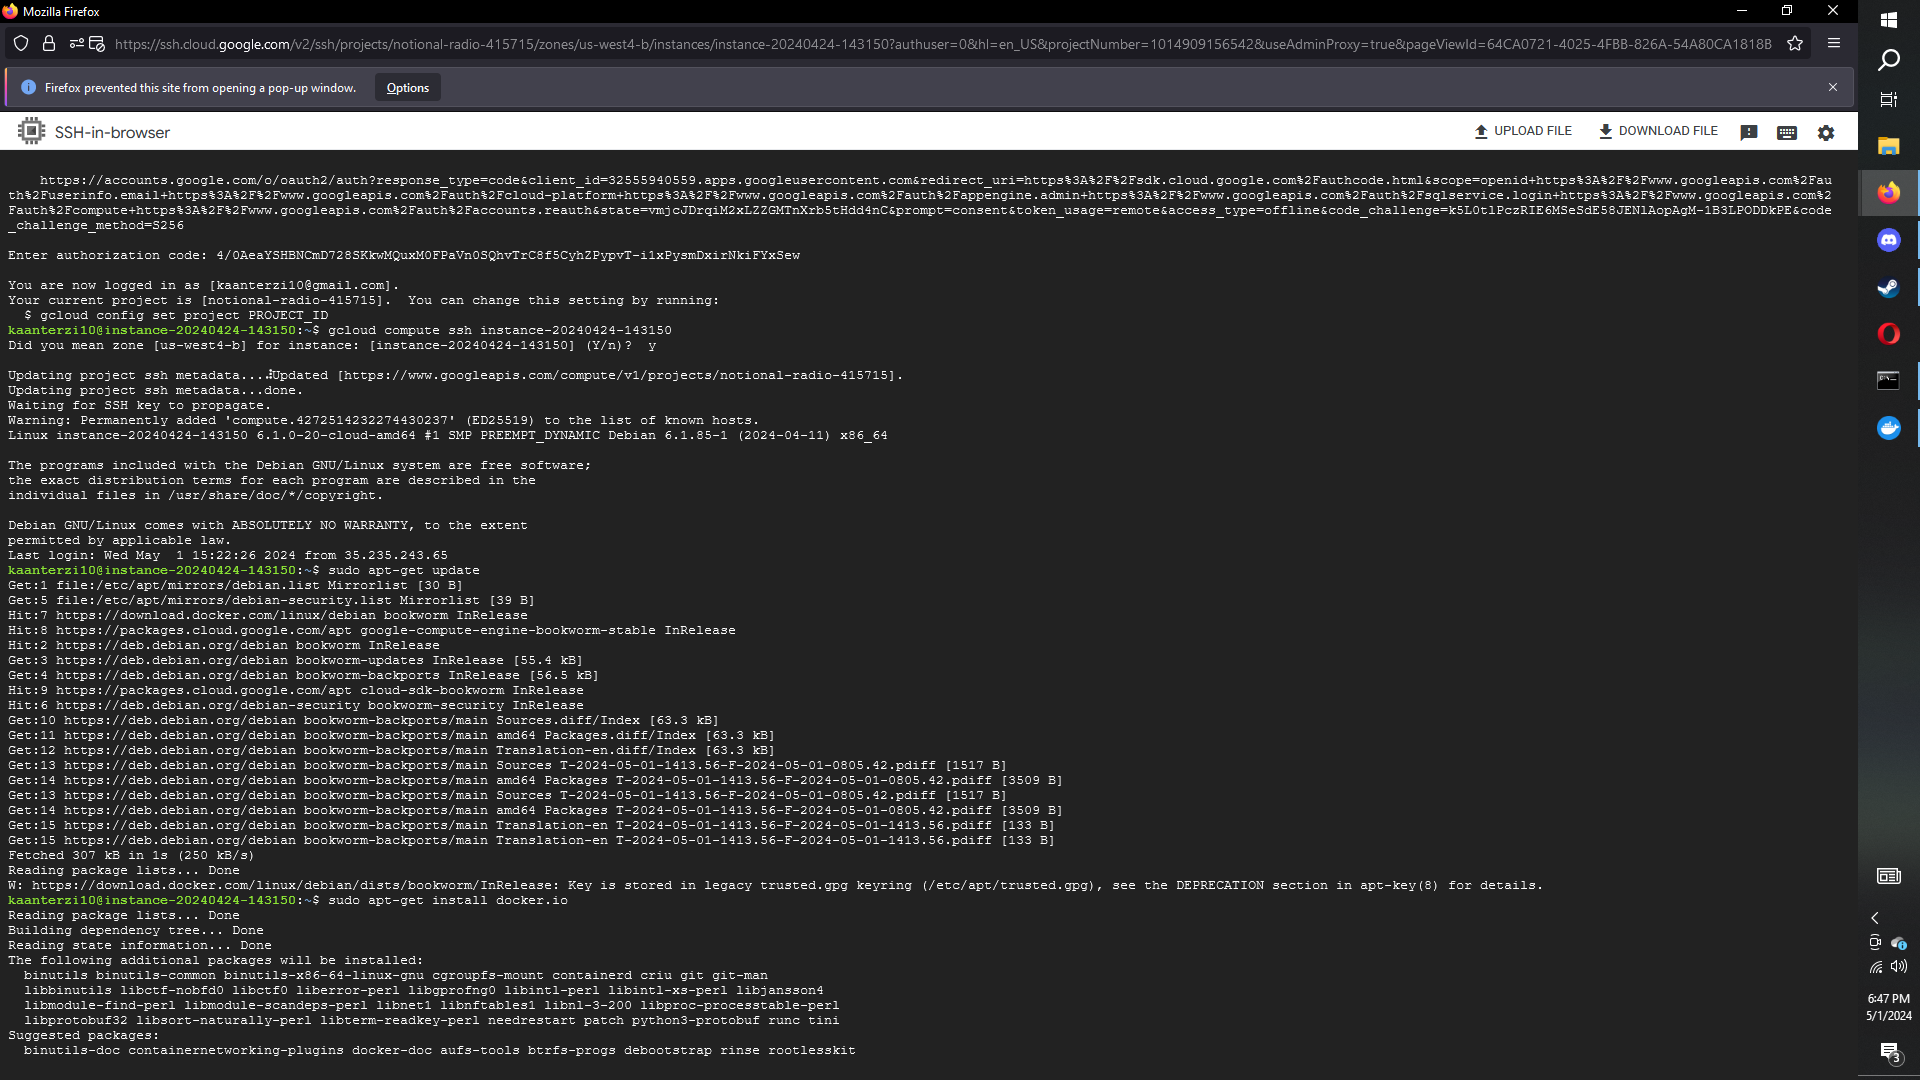 Mozilla Firefox
https://ssh.cloud.google.com/v2/ssh/projects/notional-radio-415715/zones/us-west4-b/instances/instance-20240424-143150?authuser=0&hl=en_US&projectNumber=1014909156542&useAdminProxy=true&pageViewId=64CA0721-4025-4FBB-826A-54A80CA1818B
Firefox prevented this site from opening a pop-up window.
Options
SSH-in-browser
UPLOAD FILE
DOWNLOAD FILE
https://accounts.google.com/o/oauth2/auth?response_type=code&client_id=32555940559.apps.googleusercontent.com&redirect_uri=https%3A%2F%2Fsdk.cloud.google.com%2Fauthcode.html&scope=openid+https%3A%2F%2Fwww.googleapis.com%2Fau
th%2Fuserinfo.email+https%3A%2F%2Fwww.googleapis.com%2Fauth%2Fcloud-platform+https%3A%2F%2Fwww.googleapis.com%2Fauth%2Fappengine.admin+https%3A%2F%2Fwww.googleapis.com%2Fauth%2Fsqlservice.login+https%3A%2F%2Fwww.googleapis.com%2
Fauth%2Fcompute+https%3A%2F%2Fwww.googleapis.com%2Fauth%2Faccounts.reauth&state=vmjcJDrqiM2xLZZGMTnXrb5tHdd4nC&prompt=consent&token_usage=remote&access_type=offline&code_challenge=k5L0tlPczRIE6MSeSdE58JENlAopAgM-1B3LPODDkPE&code
_challenge_method=S256
Enter authorization code: 4/0AeaYSHBNCmD728SKkwMQuxM0FPaVn0SQhvTrC8f5CyhZPypvT-i1xPysmDxirNkiFYxSew
You are now logged in as [kaanterzi10@gmail.com].
Your current project is [notional-radio-415715].  You can change this setting by running:
$ gcloud config set project PROJECT_ID
kaanterzi10@instance-20240424-143150:~$ gcloud compute ssh instance-20240424-143150
Did you mean zone [us-west4-b] for instance: [instance-20240424-143150] (Y/n)?  y
Updating project ssh metadata...⠼Updated [https://www.googleapis.com/compute/v1/projects/notional-radio-415715].
Updating project ssh metadata...done.
Waiting for SSH key to propagate.
Warning: Permanently added 'compute.4272514232274430237' (ED25519) to the list of known hosts.
Linux instance-20240424-143150 6.1.0-20-cloud-amd64 #1 SMP PREEMPT_DYNAMIC Debian 6.1.85-1 (2024-04-11) x86_64
The programs included with the Debian GNU/Linux system are free software;
the exact distribution terms for each program are described in the
individual files in /usr/share/doc/*/copyright.
Debian GNU/Linux comes with ABSOLUTELY NO WARRANTY, to the extent
permitted by applicable law.
Last login: Wed May  1 15:22:26 2024 from 35.235.243.65
kaanterzi10@instance-20240424-143150:~$ sudo apt-get update
Get:1 file:/etc/apt/mirrors/debian.list Mirrorlist [30 B]
Get:5 file:/etc/apt/mirrors/debian-security.list Mirrorlist [39 B]
Hit:7 https://download.docker.com/linux/debian bookworm InRelease
Hit:8 https://packages.cloud.google.com/apt google-compute-engine-bookworm-stable InRelease
Hit:2 https://deb.debian.org/debian bookworm InRelease
Get:3 https://deb.debian.org/debian bookworm-updates InRelease [55.4 kB]
Get:4 https://deb.debian.org/debian bookworm-backports InRelease [56.5 kB]
Hit:9 https://packages.cloud.google.com/apt cloud-sdk-bookworm InRelease
Hit:6 https://deb.debian.org/debian-security bookworm-security InRelease
Get:10 https://deb.debian.org/debian bookworm-backports/main Sources.diff/Index [63.3 kB]
Get:11 https://deb.debian.org/debian bookworm-backports/main amd64 Packages.diff/Index [63.3 kB]
Get:12 https://deb.debian.org/debian bookworm-backports/main Translation-en.diff/Index [63.3 kB]
Get:13 https://deb.debian.org/debian bookworm-backports/main Sources T-2024-05-01-1413.56-F-2024-05-01-0805.42.pdiff [1517 B]
Get:14 https://deb.debian.org/debian bookworm-backports/main amd64 Packages T-2024-05-01-1413.56-F-2024-05-01-0805.42.pdiff [3509 B]
Get:13 https://deb.debian.org/debian bookworm-backports/main Sources T-2024-05-01-1413.56-F-2024-05-01-0805.42.pdiff [1517 B]
Get:14 https://deb.debian.org/debian bookworm-backports/main amd64 Packages T-2024-05-01-1413.56-F-2024-05-01-0805.42.pdiff [3509 B]
Get:15 https://deb.debian.org/debian bookworm-backports/main Translation-en T-2024-05-01-1413.56-F-2024-05-01-1413.56.pdiff [133 B]
Get:15 https://deb.debian.org/debian bookworm-backports/main Translation-en T-2024-05-01-1413.56-F-2024-05-01-1413.56.pdiff [133 B]
Fetched 307 kB in 1s (250 kB/s)
Reading package lists... Done
W: https://download.docker.com/linux/debian/dists/bookworm/InRelease: Key is stored in legacy trusted.gpg keyring (/etc/apt/trusted.gpg), see the DEPRECATION section in apt-key(8) for details.
kaanterzi10@instance-20240424-143150:~$ sudo apt-get install docker.io
Reading package lists... Done
Building dependency tree... Done
Reading state information... Done
The following additional packages will be installed:
binutils binutils-common binutils-x86-64-linux-gnu cgroupfs-mount containerd criu git git-man
libbinutils libctf-nobfd0 libctf0 liberror-perl libgprofng0 libintl-perl libintl-xs-perl libjansson4
libmodule-find-perl libmodule-scandeps-perl libnet1 libnftables1 libnl-3-200 libproc-processtable-perl
libprotobuf32 libsort-naturally-perl libterm-readkey-perl needrestart patch python3-protobuf runc tini
Suggested packages:
binutils-doc containernetworking-plugins docker-doc aufs-tools btrfs-progs debootstrap rinse rootlesskit
6:47 PM
5/1/2024
3